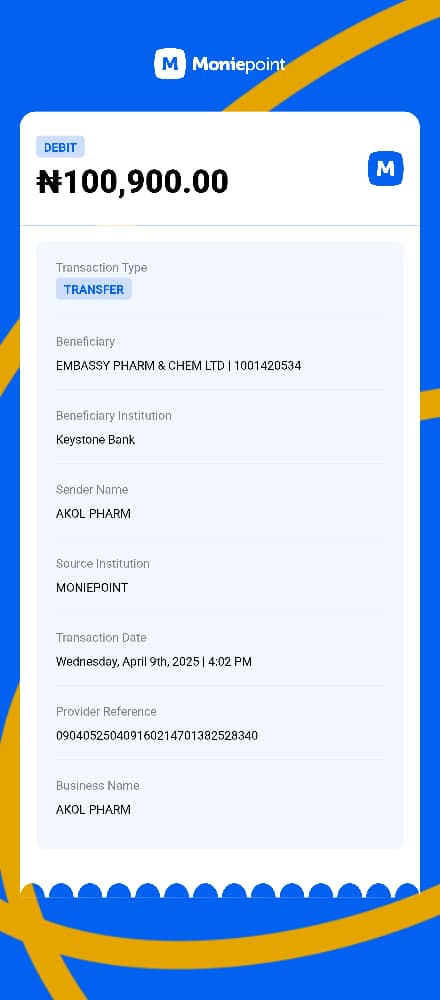 M Moniepoint
DEBIT
₦100,900.00
M
Transaction Type
TRANSFER
Beneficiary
EMBASSY PHARM & CHEM LTD | 1001420534
Beneficiary Institution
Keystone Bank
Sender Name
AKOL PHARM
Source Institution
MONIEPOINT
Transaction Date
Wednesday, April 9th, 2025 | 4:02 PM
Provider Reference
090405250409160214701382528340
Business Name
AKOL PHARM